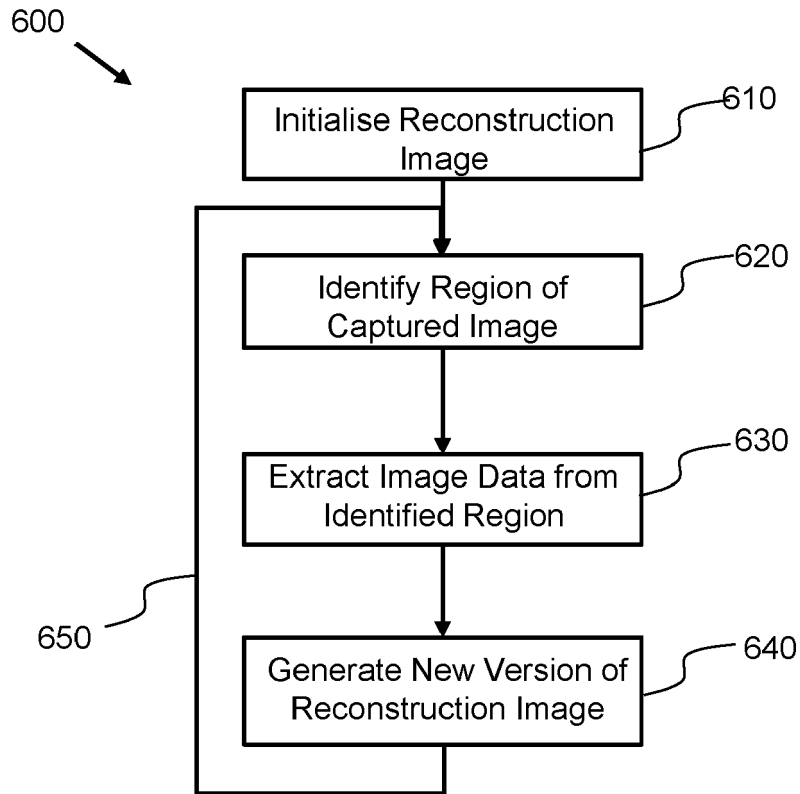 600
Initialise Reconstruction
Image
610
Identify Region of
Captured Image
620
Extract Image Data from
Identified Region
630
650
Generate New Version of
Reconstruction Image
640